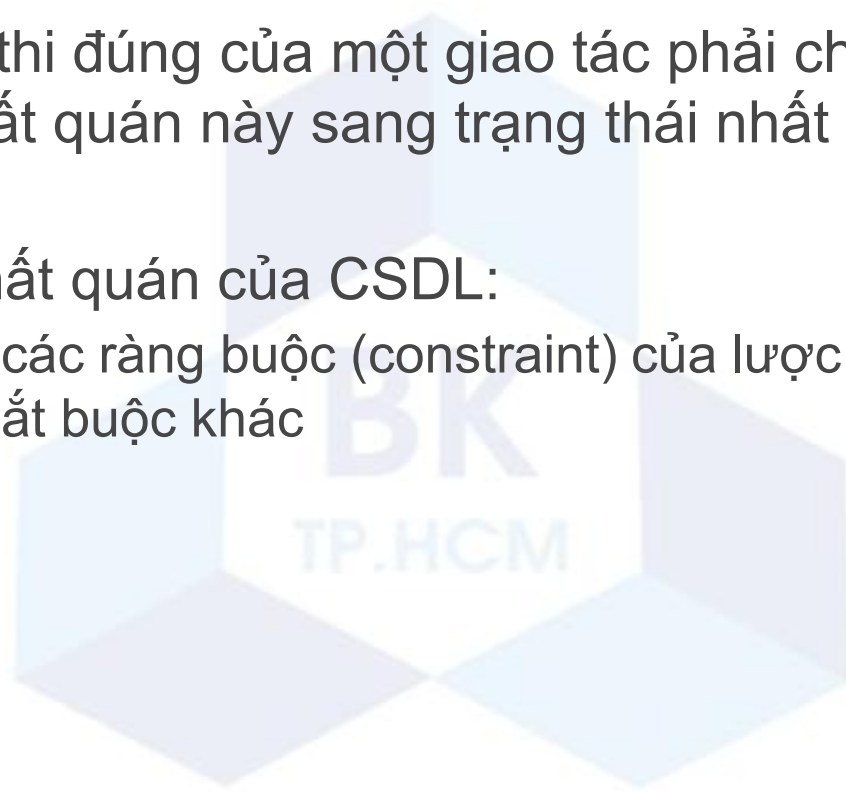 thi đúng của một giao tác phải ch
ất quán này sang trạng thái nhất
ất quán của CSDL:
các ràng buộc (constraint) của lược
ắt buộc khác
BK
TP.HCM